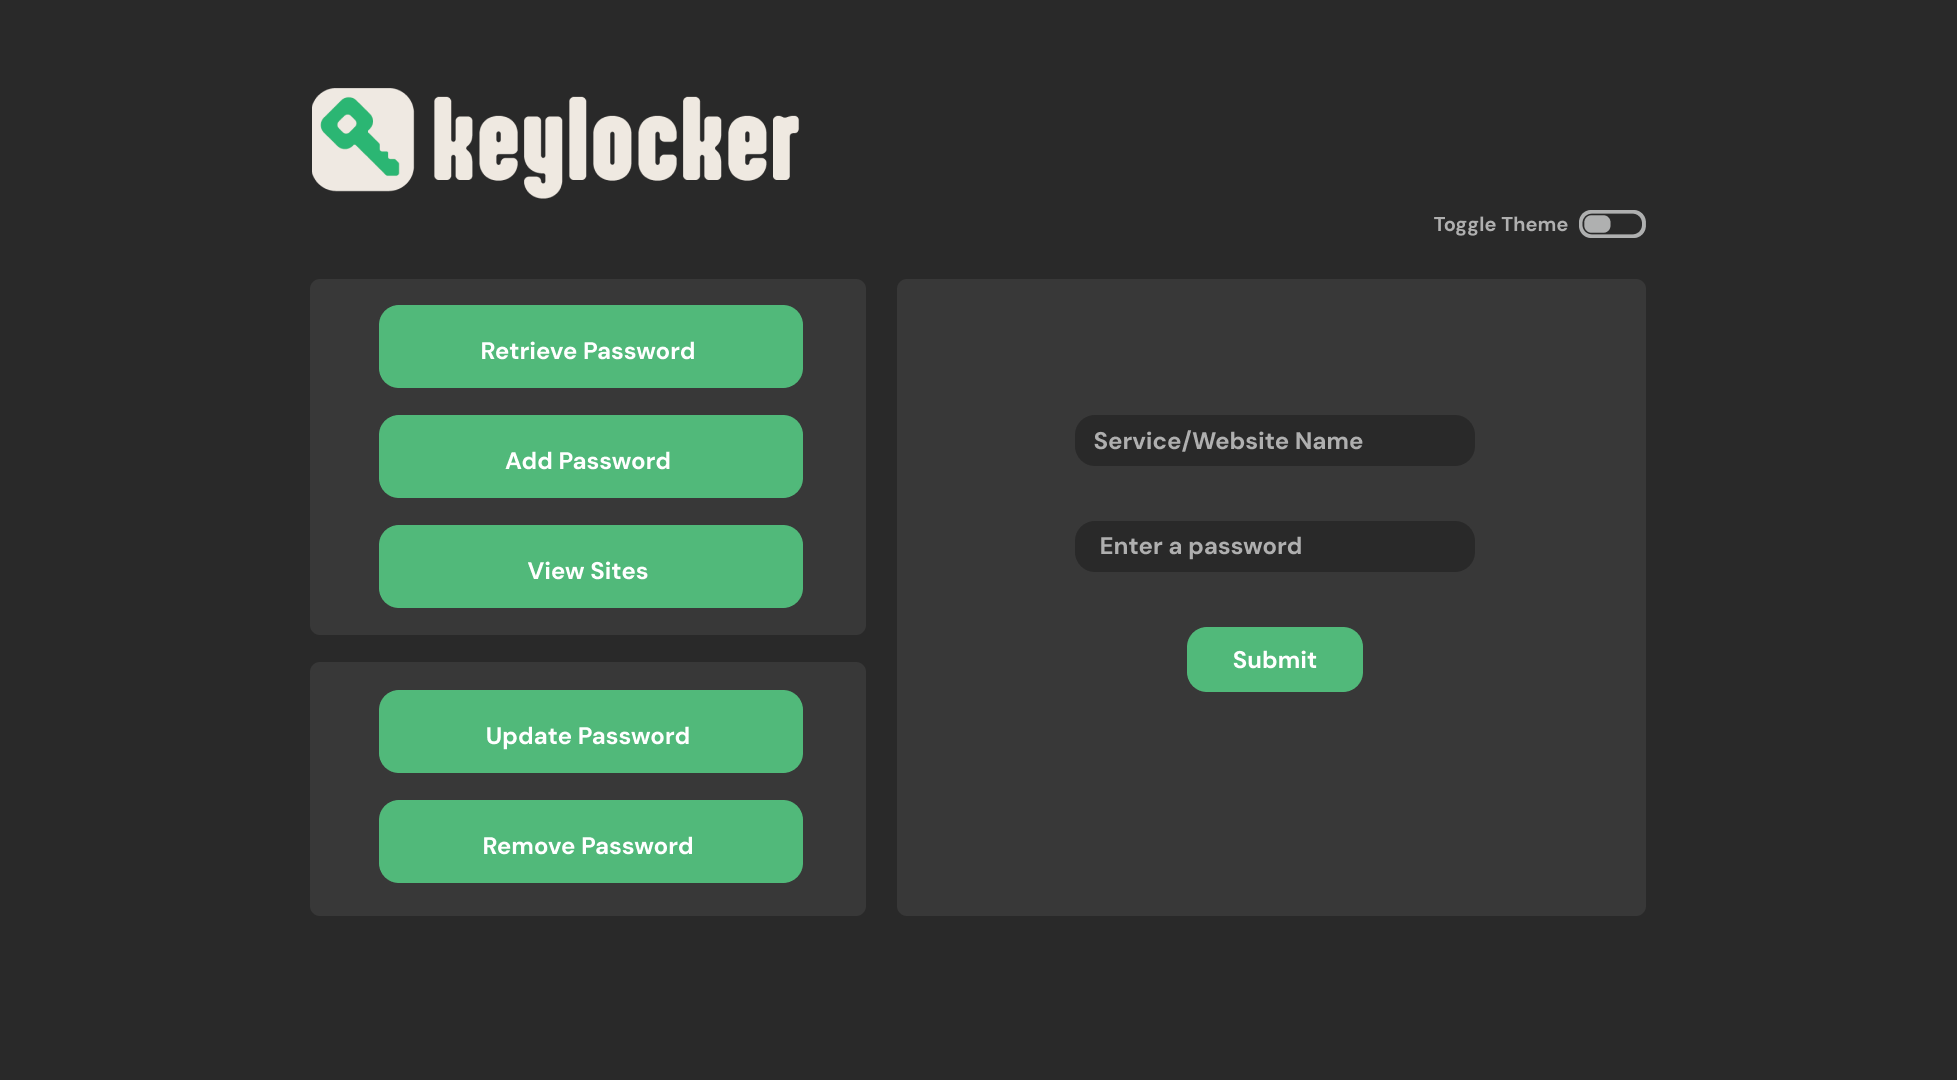 keylocker
Toggle Theme
Retrieve Password
Add Password
View Sites
Update Password
Remove Password
Service/Website Name
Enter a password
Submit